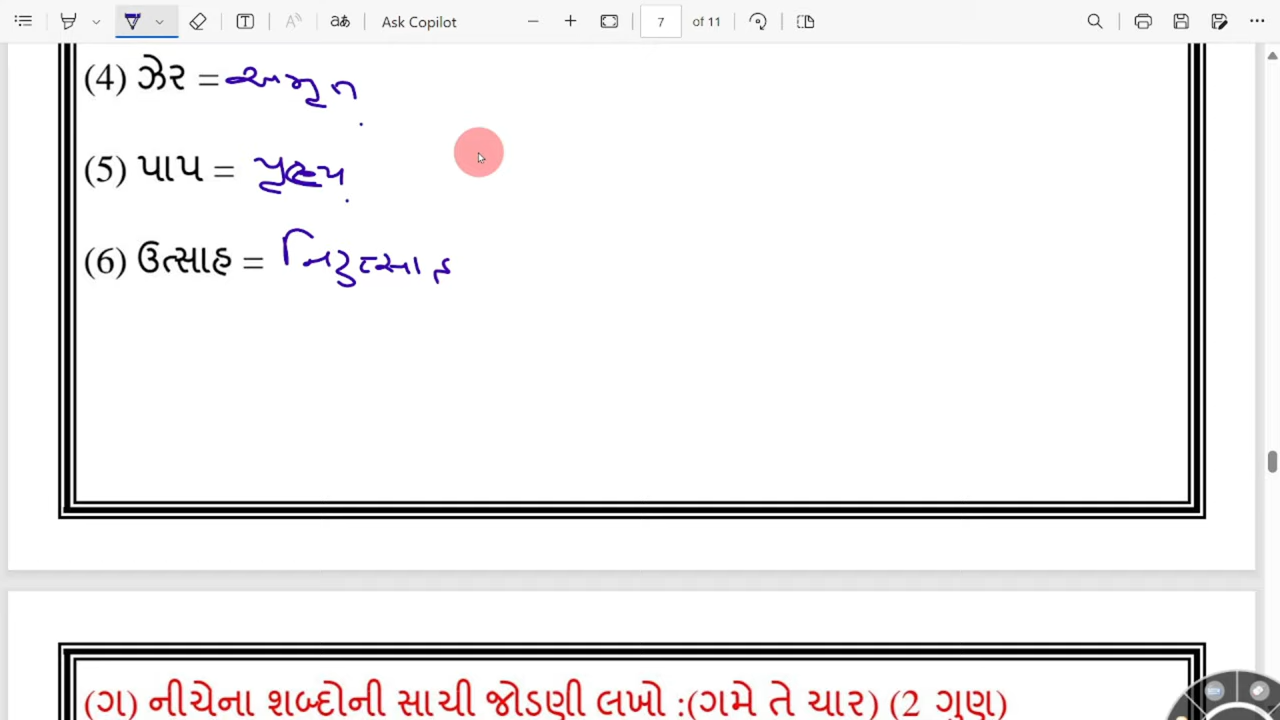 Ask Copilot
7 of 11
(4) ઝેર = અમૃત
(5) પાપ = પુણ્ય
(6) ઉત્સાહ = નિરુત્સાહ
(ગ) નીચેના શબ્દોની સાચી જોડણી લખો :(ગમે તે ચાર) (2 ગુણ)